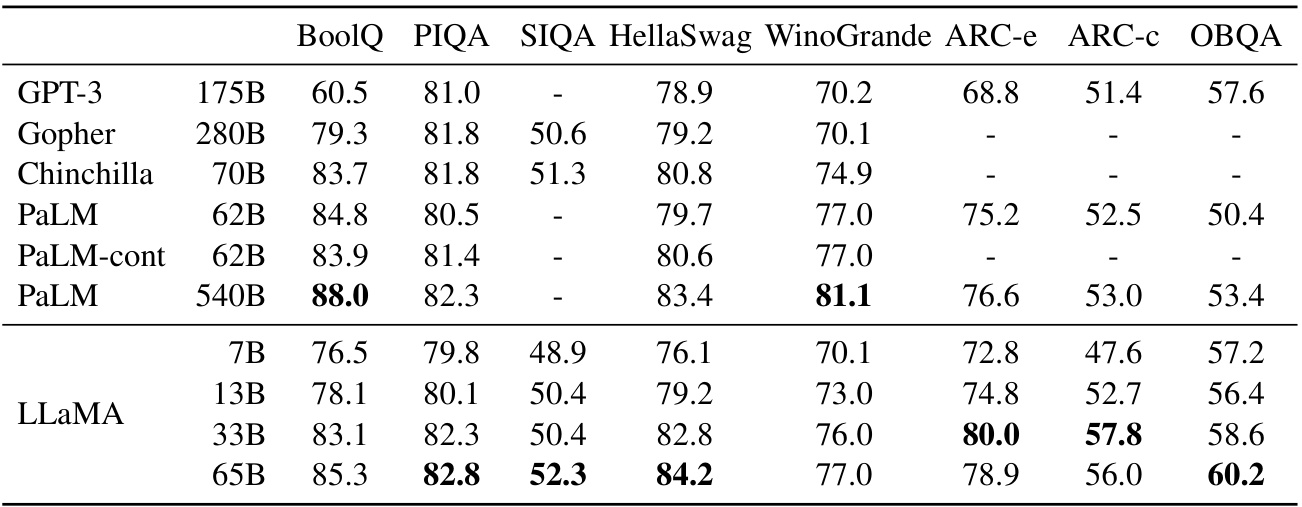 BoolQ PIQA SIQA HellaSwag WinoGrande ARC-e ARC-c OBQA
GPT-3 175B 60.5 81.0 - 78.9 70.2 68.8 51.4 57.6
Gopher 280B 79.3 81.8 50.6 79.2 70.1 - - -
Chinchilla 70B 83.7 81.8 51.3 80.8 74.9 - - -
PaLM 62B 84.8 80.5 - 79.7 77.0 75.2 52.5 50.4
PaLM-cont 62B 83.9 81.4 - 80.6 77.0 - - -
PaLM 540B 88.0 82.3 - 83.4 81.1 76.6 53.0 53.4
LLaMA
7B 76.5 79.8 48.9 76.1 70.1 72.8 47.6 57.2
13B 78.1 80.1 50.4 79.2 73.0 74.8 52.7 56.4
33B 83.1 82.3 50.4 82.8 76.0 80.0 57.8 58.6
65B 85.3 82.8 52.3 84.2 77.0 78.9 56.0 60.2